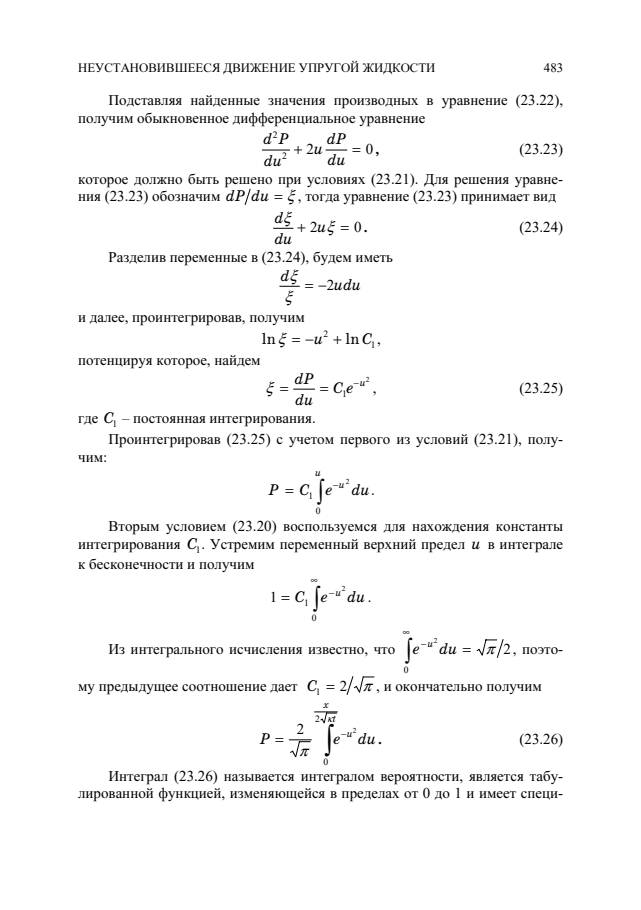 НЕУСТАНОВИВШЕЕСЯ ДВИЖЕНИЕ УПРУГОЙ ЖИДКОСТИ 483
Подставляя найденные значения производных в уравнение (23.22),
получим обыкновенное дифференциальное уравнение
d²P/du² + 2u dP/du = 0, (23.23)
которое должно быть решено при условиях (23.21). Для решения уравне-
ния (23.23) обозначим dP/du = ξ, тогда уравнение (23.23) принимает вид
dξ/du + 2uξ = 0. (23.24)
Разделив переменные в (23.24), будем иметь
dξ/ξ = −2udu
и далее, проинтегрировав, получим
ln ξ = −u² + ln C₁,
потенцируя которое, найдем
ξ = dP/du = C₁e^(−u²), (23.25)
где C₁ – постоянная интегрирования.
Проинтегрировав (23.25) с учетом первого из условий (23.21), полу-
чим:
P = C₁ ∫₀^u e^(−u²) du.
Вторым условием (23.20) воспользуемся для нахождения константы
интегрирования C₁. Устремим переменный верхний предел u в интеграле
к бесконечности и получим
1 = C₁ ∫₀^∞ e^(−u²) du.
Из интегрального исчисления известно, что ∫₀^∞ e^(−u²) du = √π/2, поэто-
му предыдущее соотношение дает C₁ = 2/√π, и окончательно получим
P = 2/√π ∫₀^(x/2√κt) e^(−u²) du. (23.26)
Интеграл (23.26) называется интегралом вероятности, является табу-
лированной функцией, изменяющейся в пределах от 0 до 1 и имеет специ-